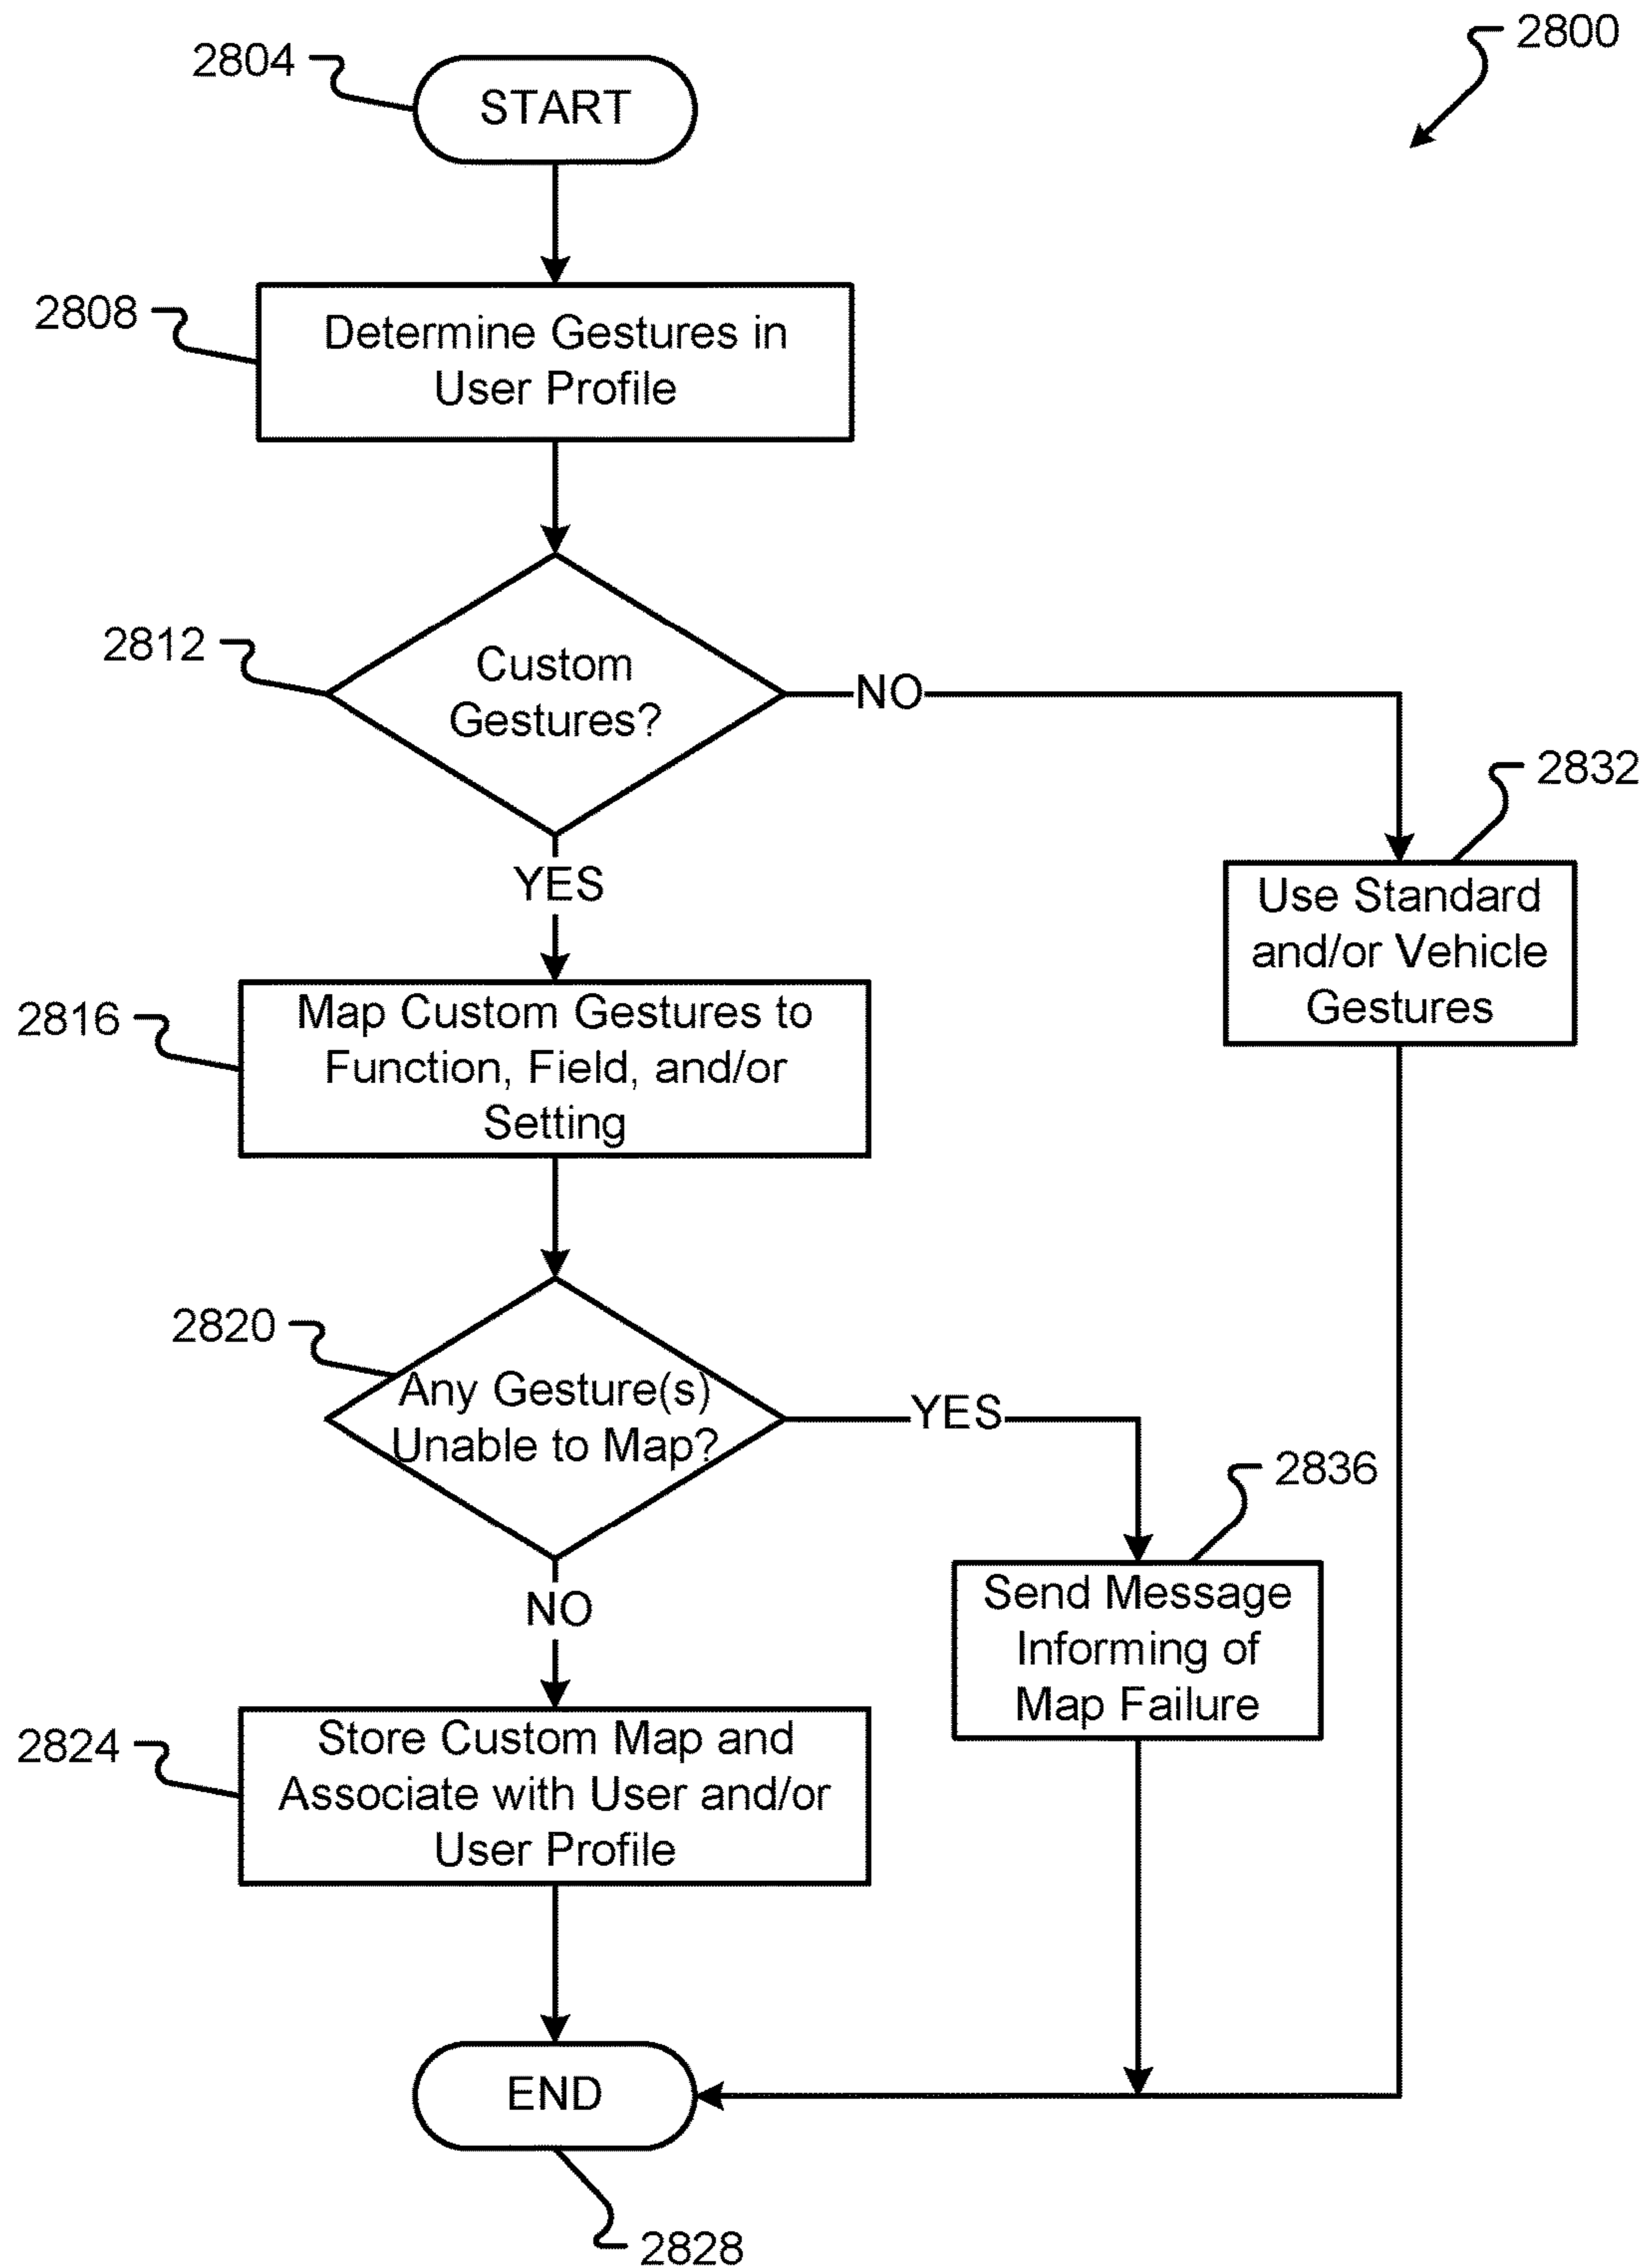 2800
2804
START
2808
Determine Gestures in
User Profile
2812
Custom
Gestures?
NO
YES
2832
Use Standard
and/or Vehicle
Gestures
2816
Map Custom Gestures to
Function, Field, and/or
Setting
2820
Any Gesture(s)
Unable to Map?
YES
NO
2836
Send Message
Informing of
Map Failure
2824
Store Custom Map and
Associate with User and/or
User Profile
END
2828